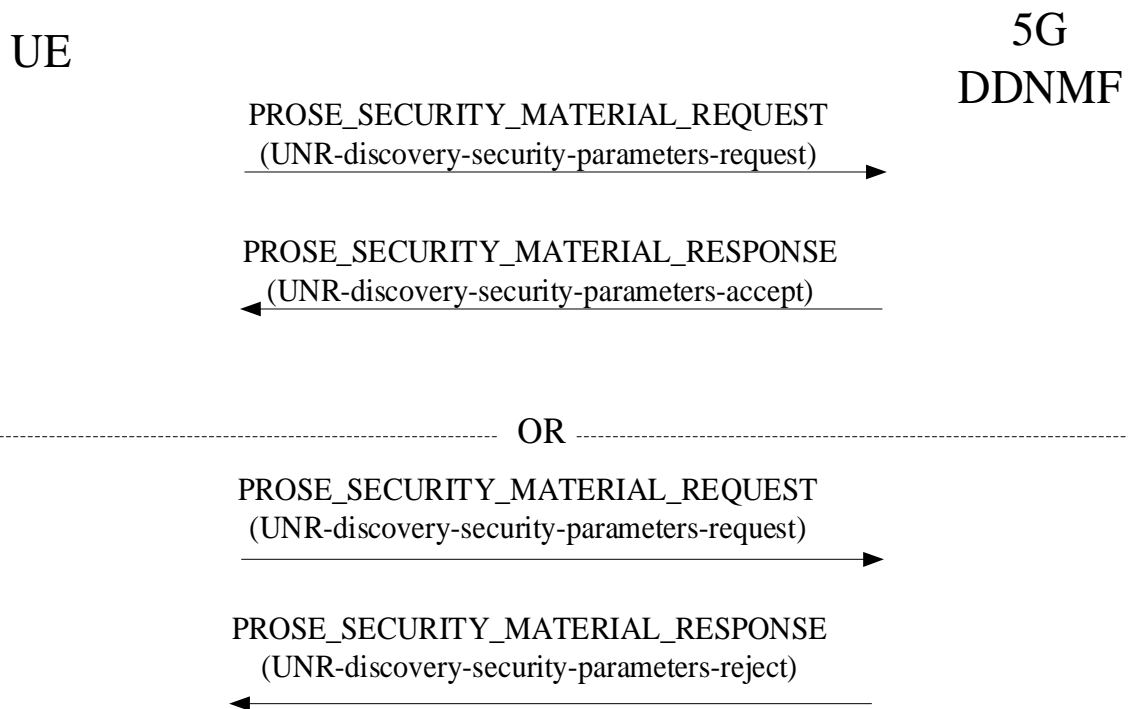 UE
5G
DDNMF
PROSE_SECURITY_MATERIAL_REQUEST
(UNR-discovery-security-parameters-request)
PROSE_SECURITY_MATERIAL_RESPONSE
(UNR-discovery-security-parameters-accept)
OR
PROSE_SECURITY_MATERIAL_REQUEST
(UNR-discovery-security-parameters-request)
PROSE_SECURITY_MATERIAL_RESPONSE
(UNR-discovery-security-parameters-reject)